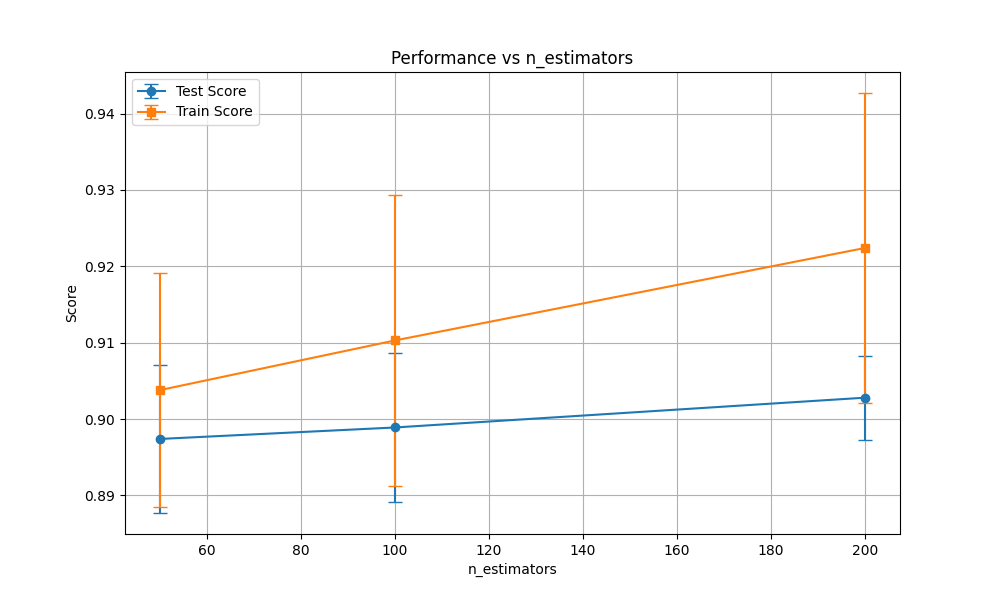 Performance vs n_estimators
Test Score
Train Score
0.94
0.93
0.92
0.91
0.90
0.89
Score
60 80 100 120 140 160 180 200
n_estimators